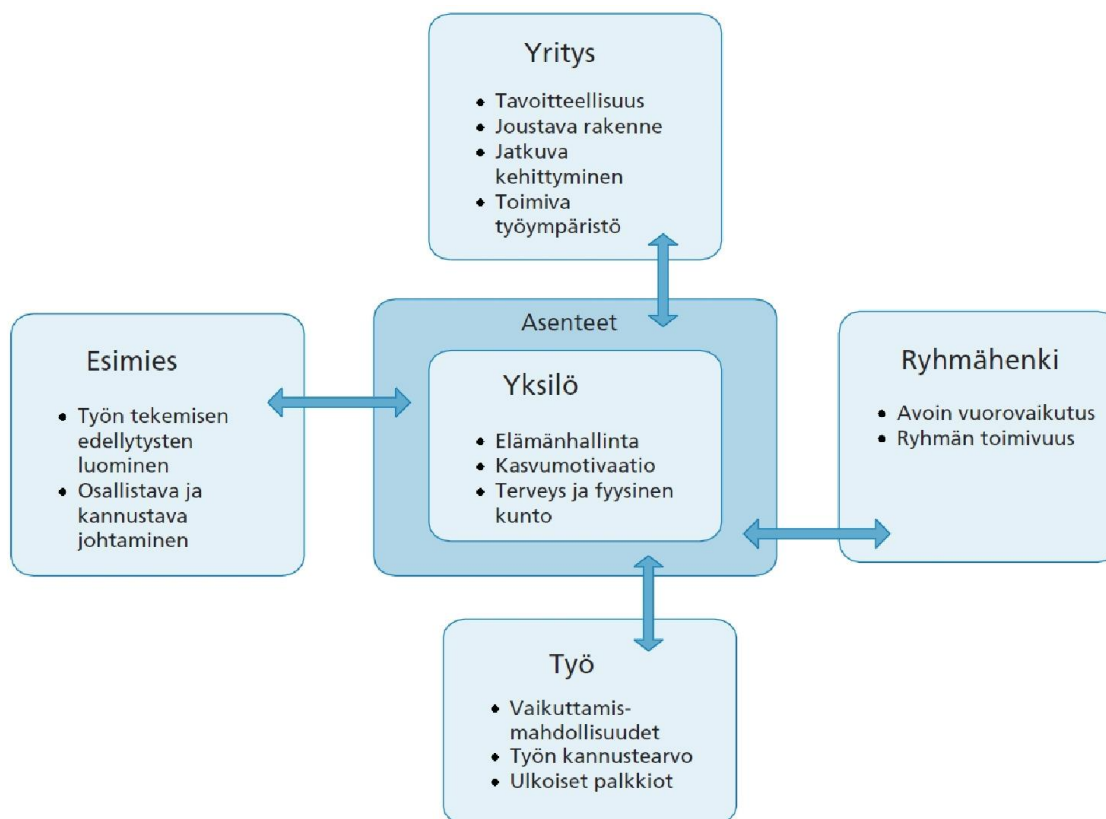 Yritys
• Tavoitteellisuus
• Joustava rakenne
• Jatkuva
kehittyminen
• Toimiva
työympäristö
Esimies
• Työn tekemisen
edellytysten
luominen
• Osallistava ja
kannustava
johtaminen
Asenteet
Yksilö
• Elämänhallinta
• Kasvumotivaatio
• Terveys ja fyysinen
kunto
Ryhmähenki
• Avoin vuorovaikutus
• Ryhmän toimivuus
Työ
• Vaikuttamis-
mahdollisuudet
• Työn kannustearvo
• Ulkoiset palkkiot